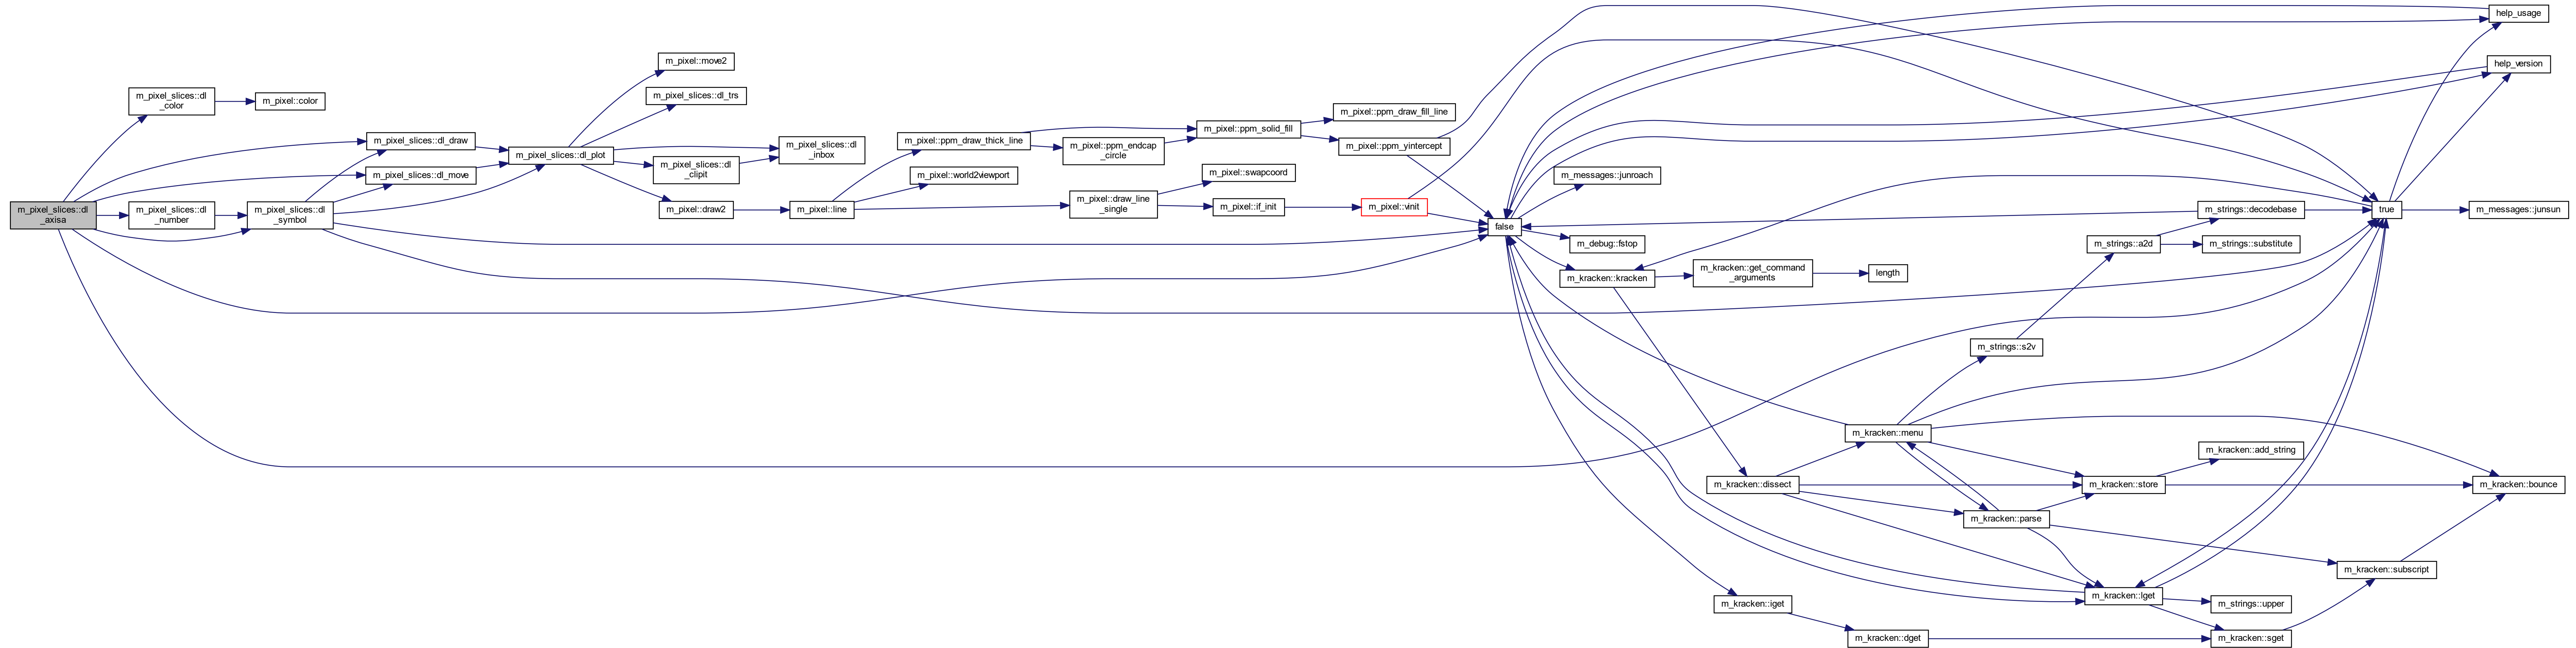 m_pixel_slices::dl
_axisa
m_pixel_slices::dl
_color
m_pixel::color
m_pixel_slices::dl
_number
m_pixel_slices::dl
_symbol
m_pixel_slices::dl_draw
m_pixel_slices::dl_move
m_pixel_slices::dl_plot
m_pixel::move2
m_pixel_slices::dl_trs
m_pixel_slices::dl
_inbox
m_pixel_slices::dl
_clipit
m_pixel::draw2
m_pixel::line
m_pixel::ppm_draw_thick_line
m_pixel::world2viewport
m_pixel::ppm_endcap
_circle
m_pixel::draw_line
_single
m_pixel::ppm_solid_fill
m_pixel::swapcoord
m_pixel::if_init
m_pixel::ppm_draw_fill_line
m_pixel::ppm_yintercept
m_pixel::vinit
false
m_messages::junroach
m_debug::fstop
m_kracken::kracken
m_kracken::get_command
_arguments
length
m_kracken::dissect
m_kracken::iget
m_kracken::dget
m_kracken::menu
m_kracken::parse
m_strings::s2v
m_strings::a2d
m_strings::decodebase
m_strings::substitute
m_kracken::store
m_kracken::add_string
m_kracken::lget
m_strings::upper
m_kracken::sget
m_kracken::subscript
m_kracken::bounce
true
m_messages::junsun
help_usage
help_version